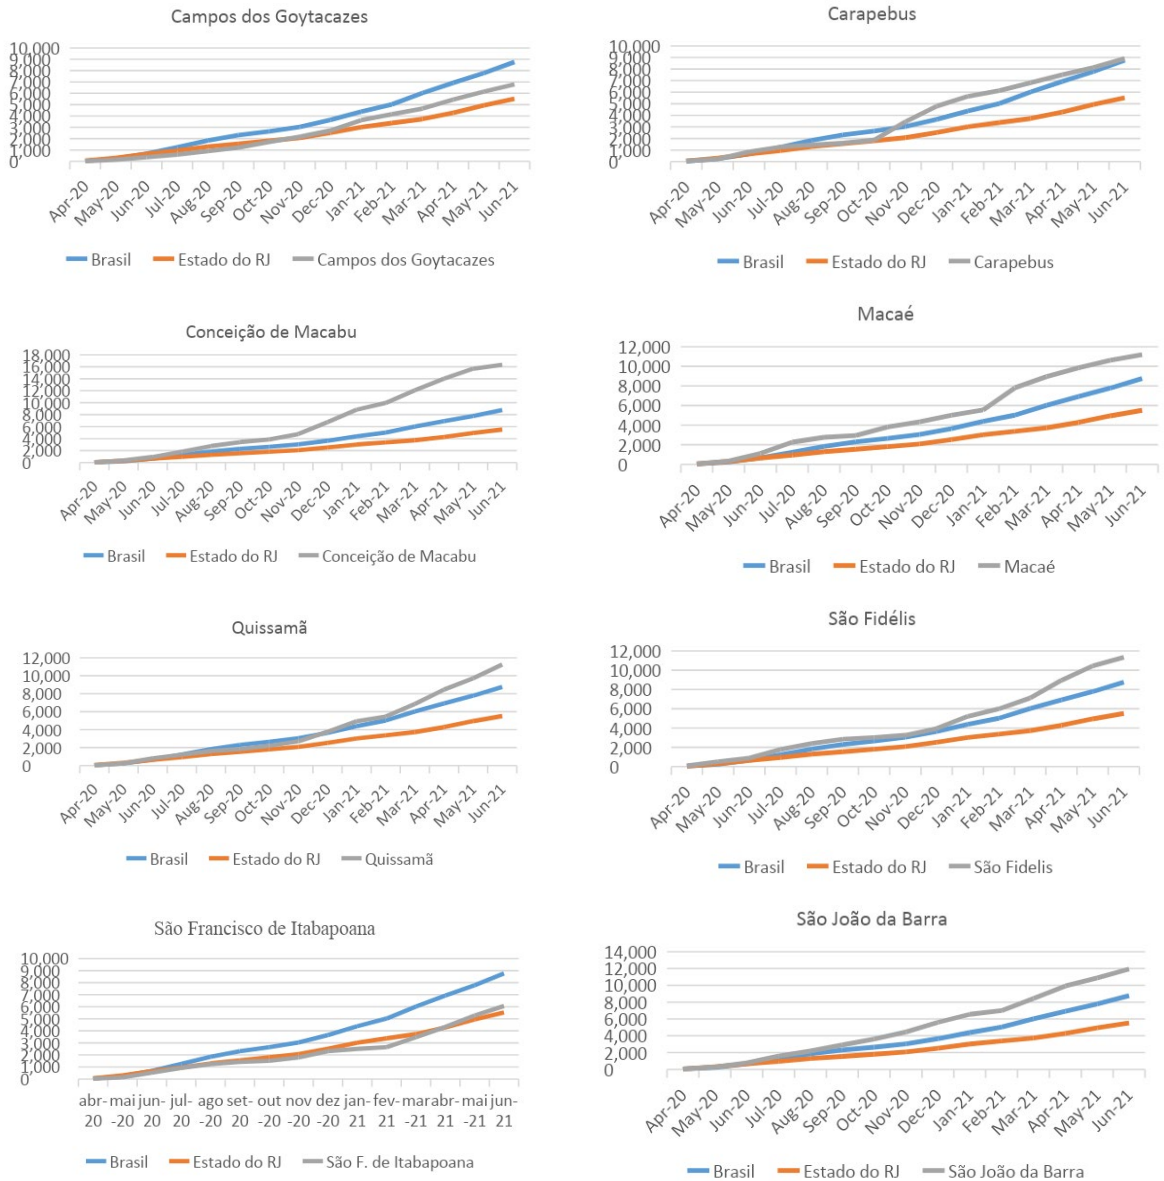 Campos dos Goytacazes
10,000
9,000
8,000
7,000
6,000
5,000
4,000
3,000
2,000
1,000
0
Apr-20 May-20 Jun-20 Jul-20 Aug-20 Sep-20 Oct-20 Nov-20 Dec-20 Jan-21 Feb-21 Mar-21 Apr-21 May-21 Jun-21
Brasil Estado do RJ Campos dos Goytacazes
Carapebus
10,000
9,000
8,000
7,000
6,000
5,000
4,000
3,000
2,000
1,000
0
Apr-20 May-20 Jun-20 Jul-20 Aug-20 Sep-20 Oct-20 Nov-20 Dec-20 Jan-21 Feb-21 Mar-21 Apr-21 May-21 Jun-21
Brasil Estado do RJ Carapebus
Conceição de Macabu
18,000
16,000
14,000
12,000
10,000
8,000
6,000
4,000
2,000
0
Apr-20 May-20 Jun-20 Jul-20 Aug-20 Sep-20 Oct-20 Nov-20 Dec-20 Jan-21 Feb-21 Mar-21 Apr-21 May-21 Jun-21
Brasil Estado do RJ Conceição de Macabu
Macaé
12,000
10,000
8,000
6,000
4,000
2,000
0
Apr-20 May-20 Jun-20 Jul-20 Aug-20 Sep-20 Oct-20 Nov-20 Dec-20 Jan-21 Feb-21 Mar-21 Apr-21 May-21 Jun-21
Brasil Estado do RJ Macaé
Quissamã
12,000
10,000
8,000
6,000
4,000
2,000
0
Apr-20 May-20 Jun-20 Jul-20 Aug-20 Sep-20 Oct-20 Nov-20 Dec-20 Jan-21 Feb-21 Mar-21 Apr-21 May-21 Jun-21
Brasil Estado do RJ Quissamã
São Fidélis
12,000
10,000
8,000
6,000
4,000
2,000
0
Apr-20 May-20 Jun-20 Jul-20 Aug-20 Sep-20 Oct-20 Nov-20 Dec-20 Jan-21 Feb-21 Mar-21 Apr-21 May-21 Jun-21
Brasil Estado do RJ São Fidelis
São Francisco de Itabapoana
10,000
9,000
8,000
7,000
6,000
5,000
4,000
3,000
2,000
1,000
0
abr- mai jun- jul- ago set- out nov dez jan- fev- mar abr- mai jun-
20 -20 20 20 -20 20 -20 -20 -20 21 21 -21 21 -21 21
Brasil Estado do RJ São F. de Itabapoana
São João da Barra
14,000
12,000
10,000
8,000
6,000
4,000
2,000
0
Apr-20 May-20 Jun-20 Jul-20 Aug-20 Sep-20 Oct-20 Nov-20 Dec-20 Jan-21 Feb-21 Mar-21 Apr-21 May-21 Jun-21
Brasil Estado do RJ São João da Barra